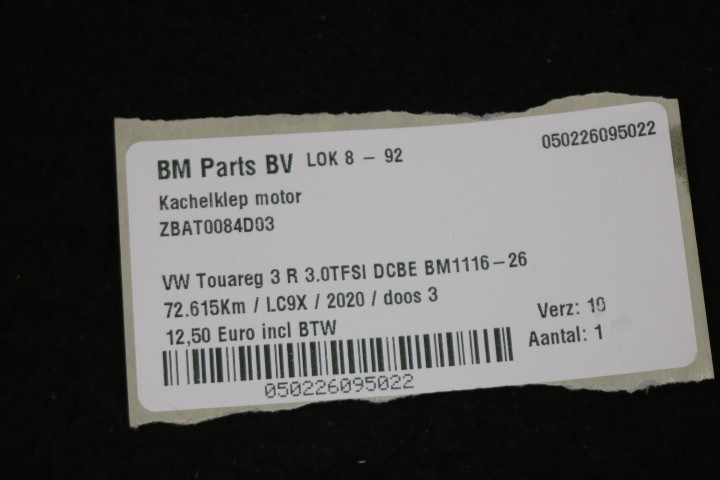 BM Parts BV LOK 8 - 92 050226095022
Kachelklep motor
ZBAT0084D03
VW Touareg 3 R 3.0TFSI DCBE BM1116-26
72.615Km / LC9X / 2020 / doos 3
12,50 Euro incl BTW
Verz: 10
Aantal: 1
050226095022